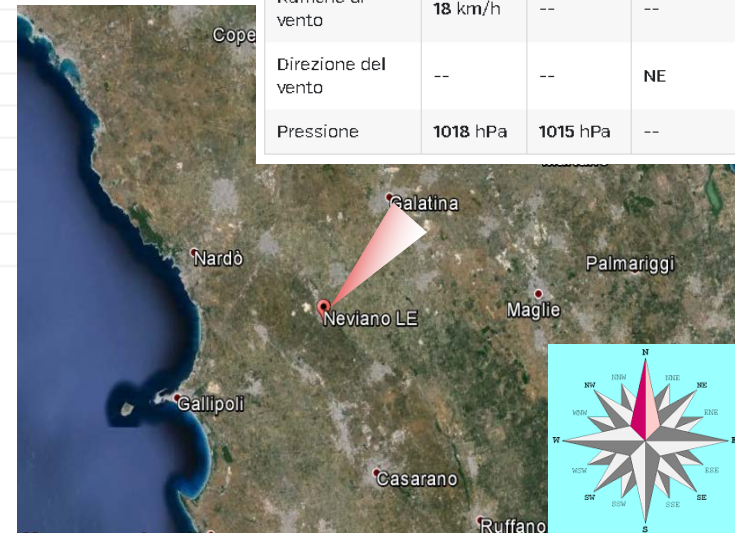 vento 18 km/h -- --
Direzione del
vento -- -- NE
Pressione 1018 hPa 1015 hPa --
Cope
Galatina
Nardò
Palmariggi
Neviano LE
Maglie
Gallipoli
Casarano
Ruffano
N
NNW NNE
NW NE
WNW ENE
W E
WSW ESE
SW SE
SSW SSE
S